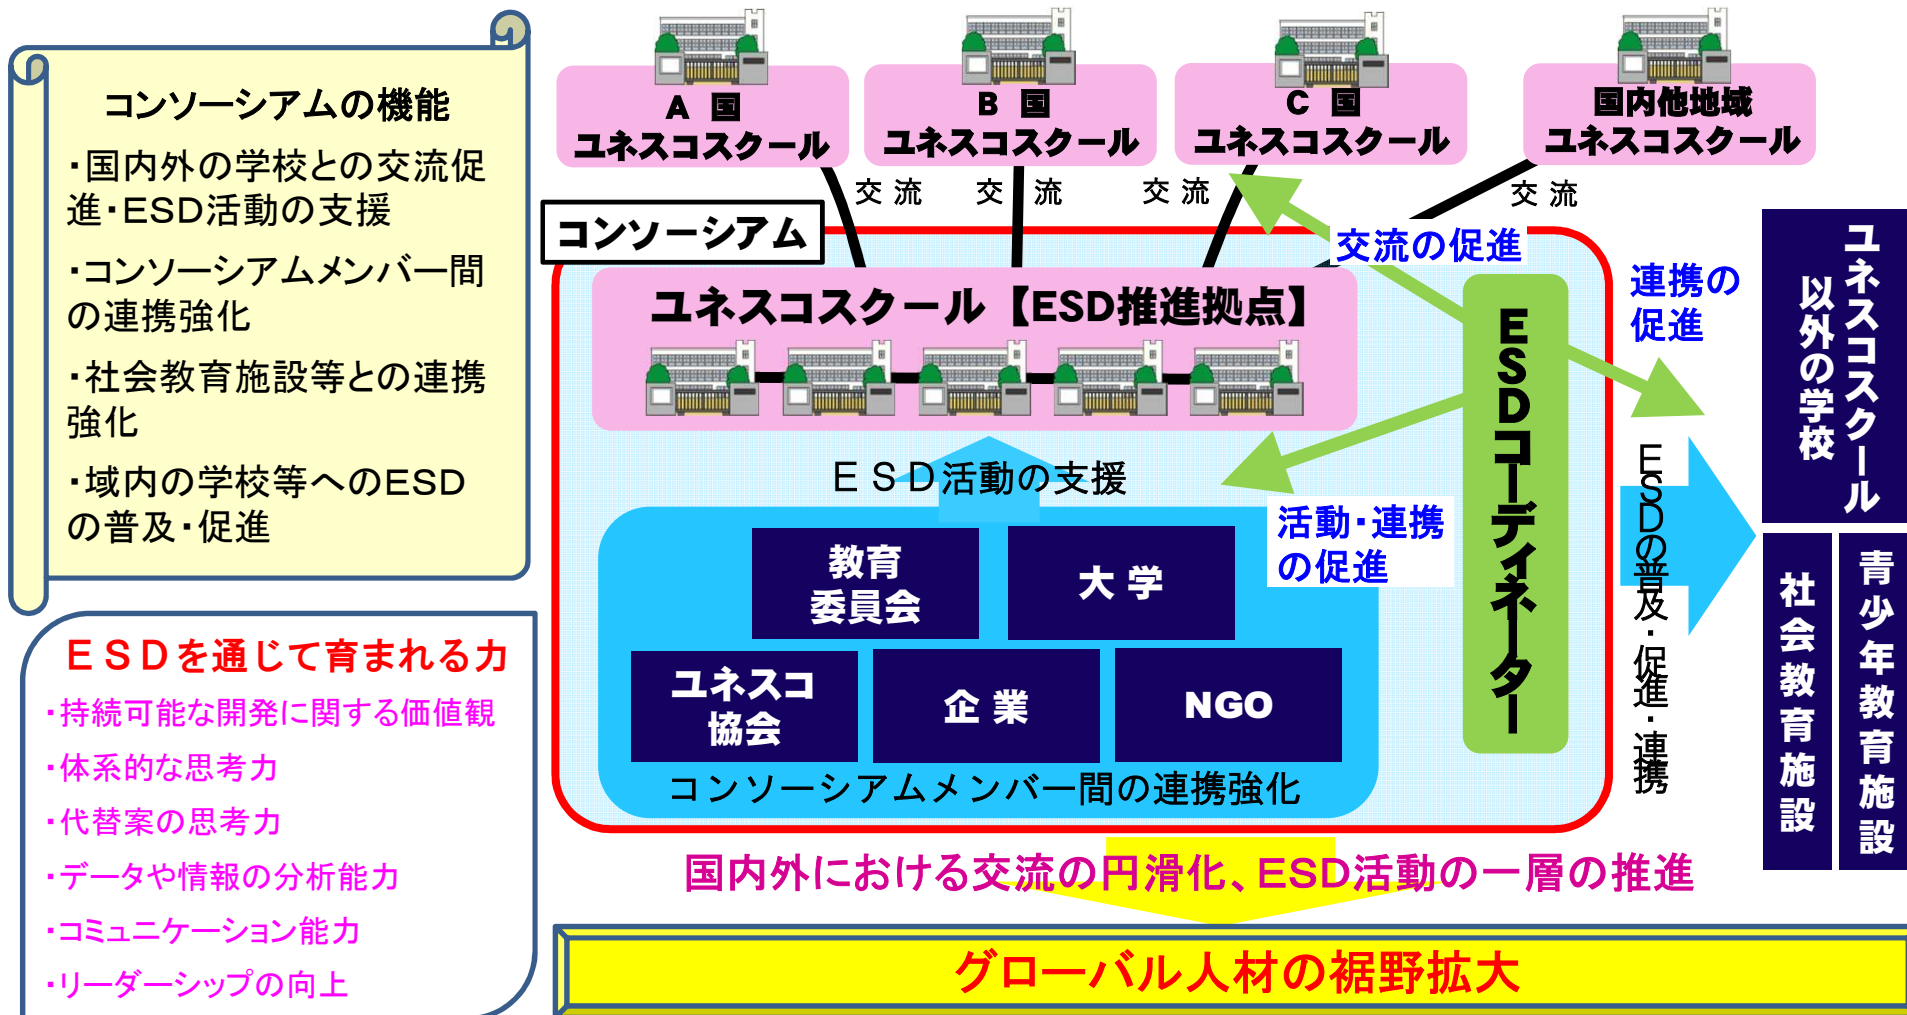 コンソーシアムの機能
・国内外の学校との交流促
進・ESD活動の支援
・コンソーシアムメンバー間
の連携強化
・社会教育施設等との連携
強化
・域内の学校等へのESD
の普及・促進
ESDを通じて育まれる力
・持続可能な開発に関する価値観
・体系的な思考力
・代替案の思考力
・データや情報の分析能力
・コミュニケーション能力
・リーダーシップの向上
A 国
ユネスコスクール
B 国
ユネスコスクール
C 国
ユネスコスクール
国内他地域
ユネスコスクール
交 流
交 流
交 流
交 流
コンソーシアム
交流の促進
ユネスコスクール【ESD推進拠点】
ESDコーディネーター
連携の
促進
ESD活動の支援
活動・連携
の促進
教育
委員会
大 学
ユネスコ
協会
企 業
NGO
コンソーシアムメンバー間の連携強化
ESDの普及・促進・連携
ユネスコスクール
以外の学校
社会教育施設
青少年教育施設
国内外における交流の円滑化、ESD活動の一層の推進
グローバル人材の裾野拡大